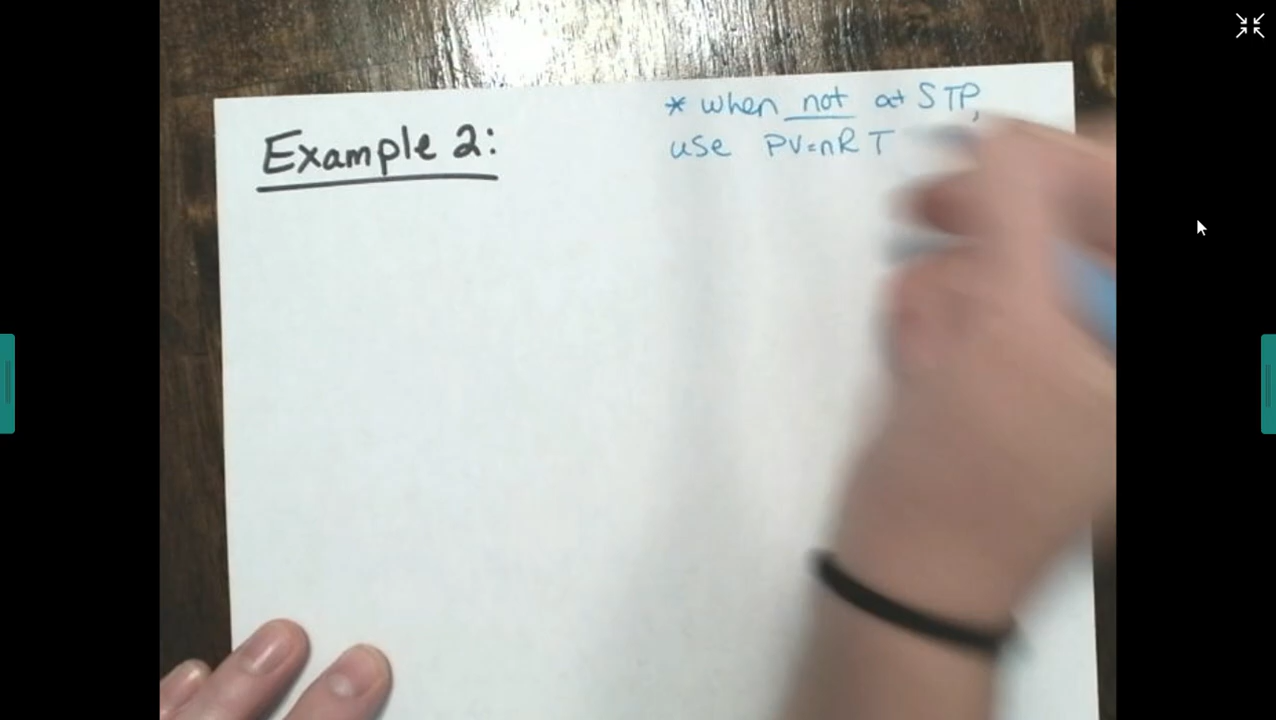 * when not at STP,
Example 2:
use PV=nRT